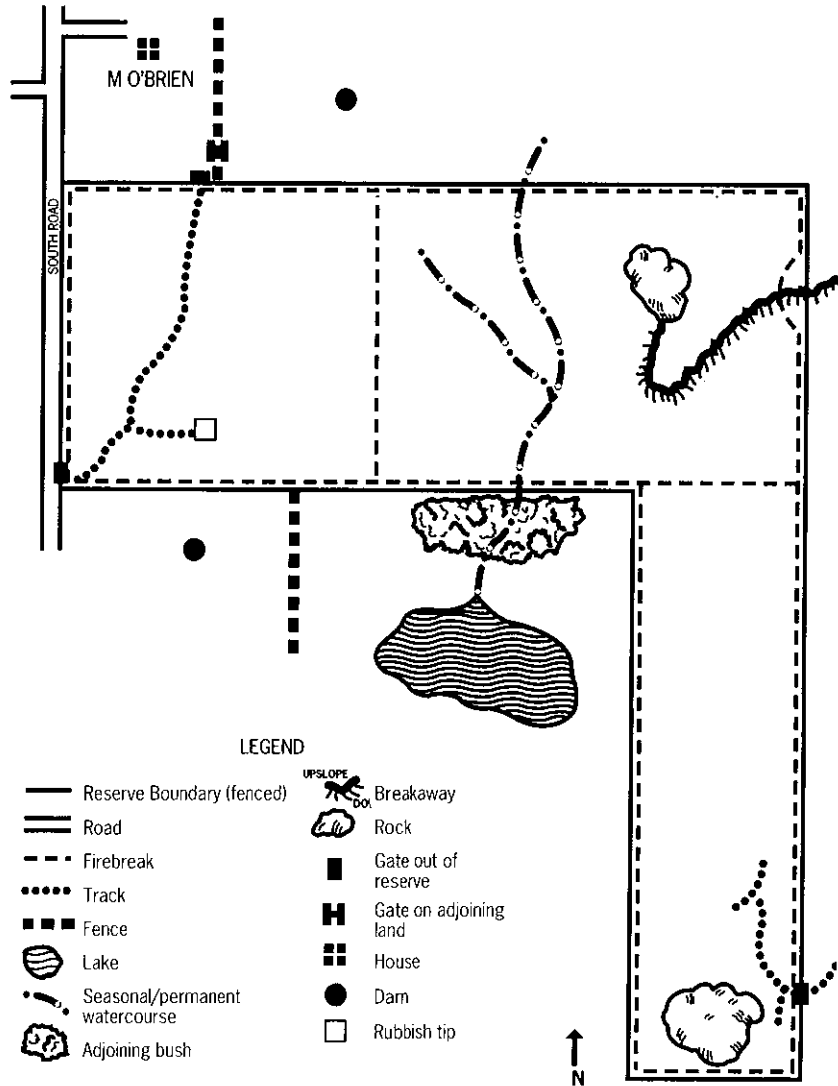 M O'BRIEN
SOUTH ROAD
LEGEND
Reserve Boundary (fenced)
Road
Firebreak
Track
Fence
Lake
Seasonal/permanent
watercourse
Adjoining bush
UPSLOPE
Breakaway
Rock
Gate out of
reserve
Gate on adjoining
land
House
Dam
Rubbish tip
N